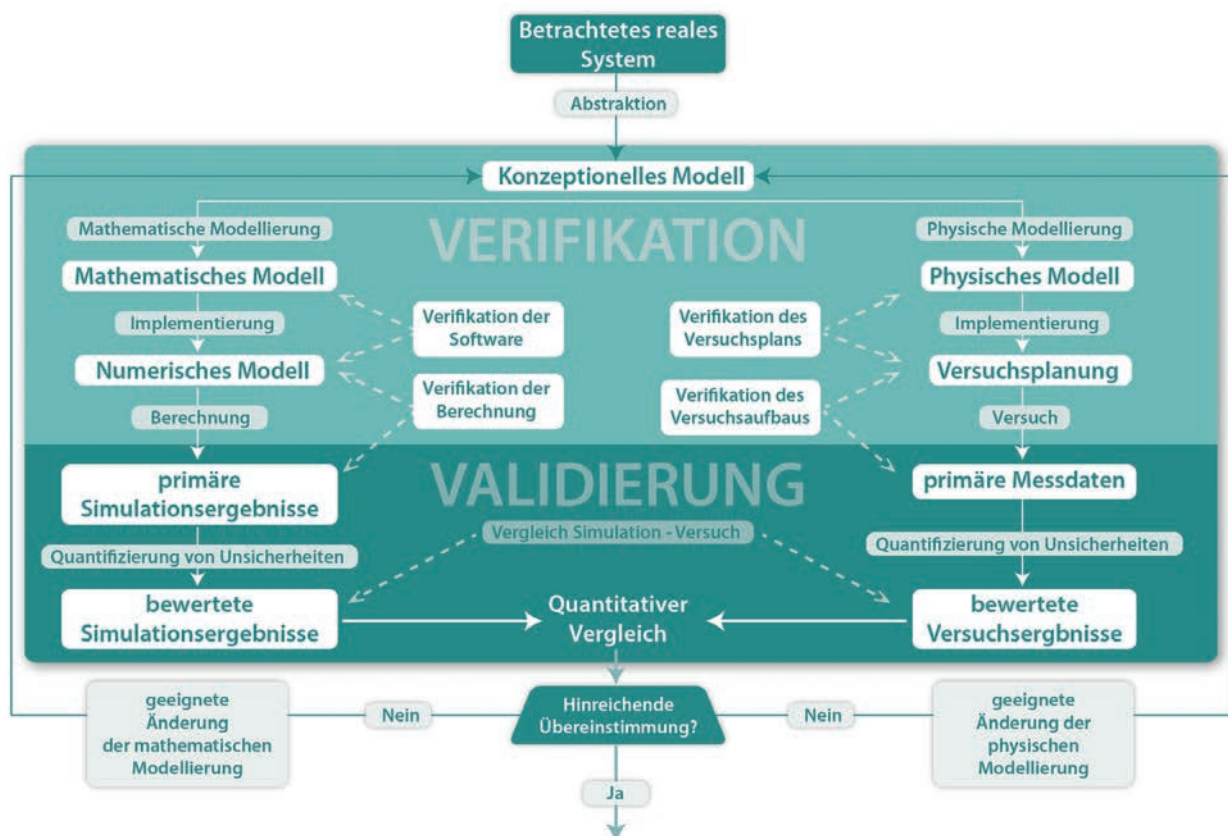 Betrachtetes reales
System
Abstraktion
Konzeptionelles Modell
VERIFIKATION
Mathematische Modellierung
Physische Modellierung
Mathematisches Modell
Physisches Modell
Implementierung
Verifikation der
Software
Verifikation des
Versuchsplans
Implementierung
Numerisches Modell
Versuchsplanung
Berechnung
Verifikation der
Berechnung
Verifikation des
Versuchsaufbaus
Versuch
VALIDIERUNG
primäre
Simulationsergebnisse
primäre Messdaten
Vergleich Simulation - Versuch
Quantifizierung von Unsicherheiten
Quantifizierung von Unsicherheiten
bewertete
Simulationsergebnisse
Quantitativer
Vergleich
bewertete
Versuchsergbnisse
geeignete
Änderung
der mathematischen
Modellierung
Nein
Hinreichende
Übereinstimmung?
Nein
geeignete
Änderung der
physischen
Modellierung
Ja